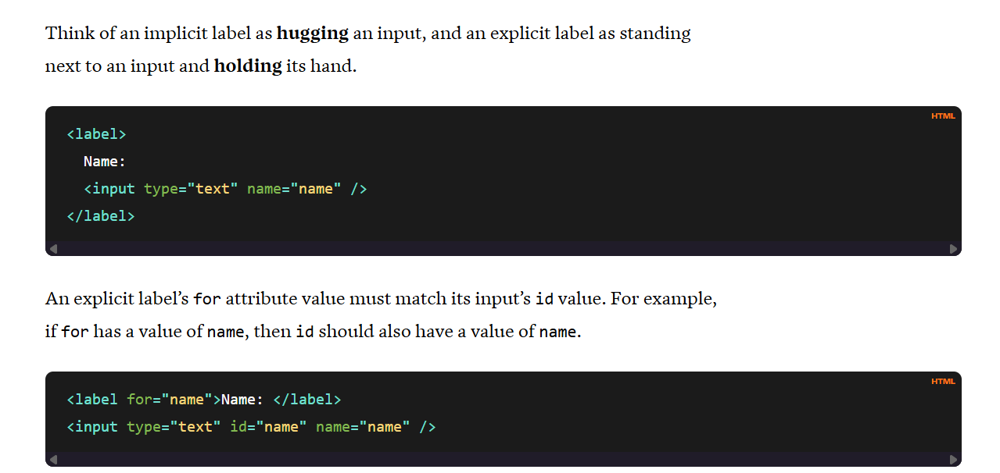 Think of an implicit label as hugging an input, and an explicit label as standing
next to an input and holding its hand.
HTML
<label>
  Name:
  <input type="text" name="name" />
</label>
An explicit label’s for attribute value must match its input’s id value. For example,
if for has a value of name, then id should also have a value of name.
HTML
<label for="name">Name: </label>
<input type="text" id="name" name="name" />